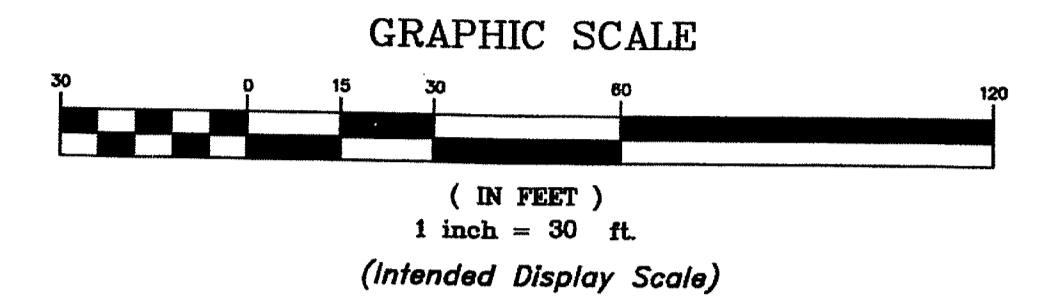 GRAPHIC SCALE
30 0 15 30 60 120
( IN FEET )
1 inch = 30 ft.
(Intended Display Scale)